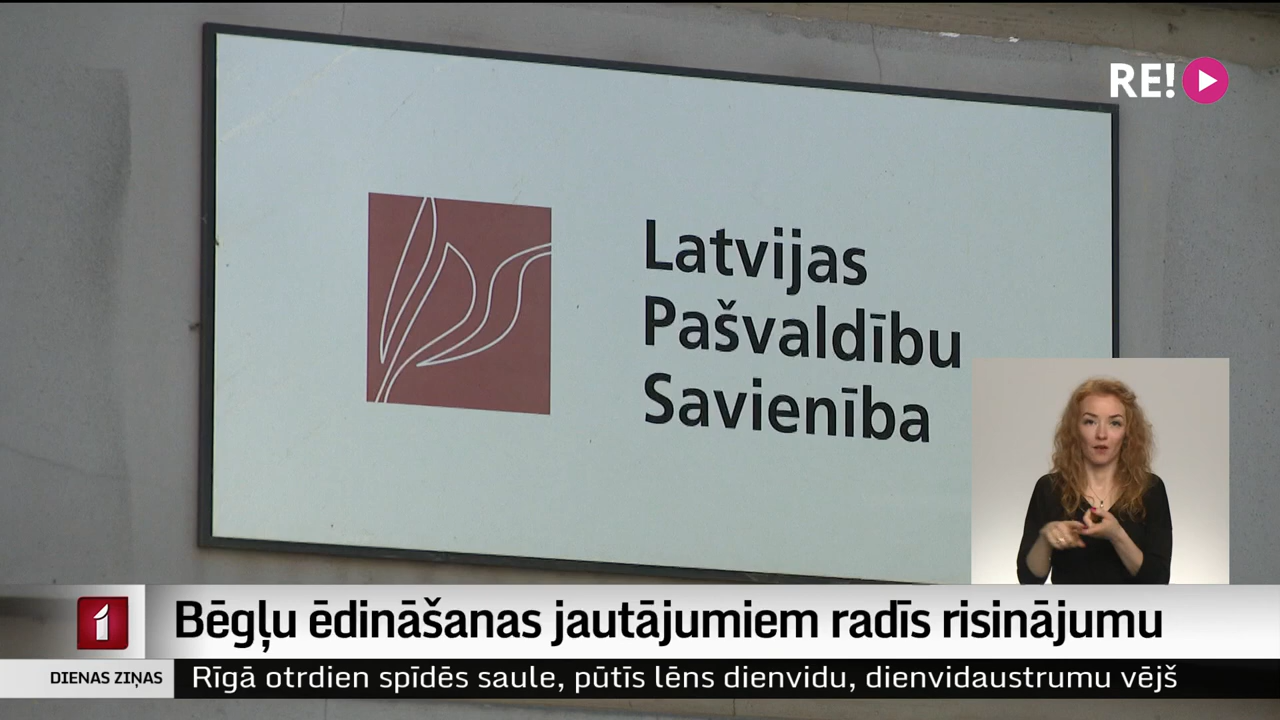 RE!
Latvijas
Pašvaldību
Savienība
1
Bēgļu ēdināšanas jautājumiem radīs risinājumu
DIENAS ZIŅAS
Rīgā otrdien spīdēs saule, pūtīs lēns dienvidu, dienvidaustrumu vējš